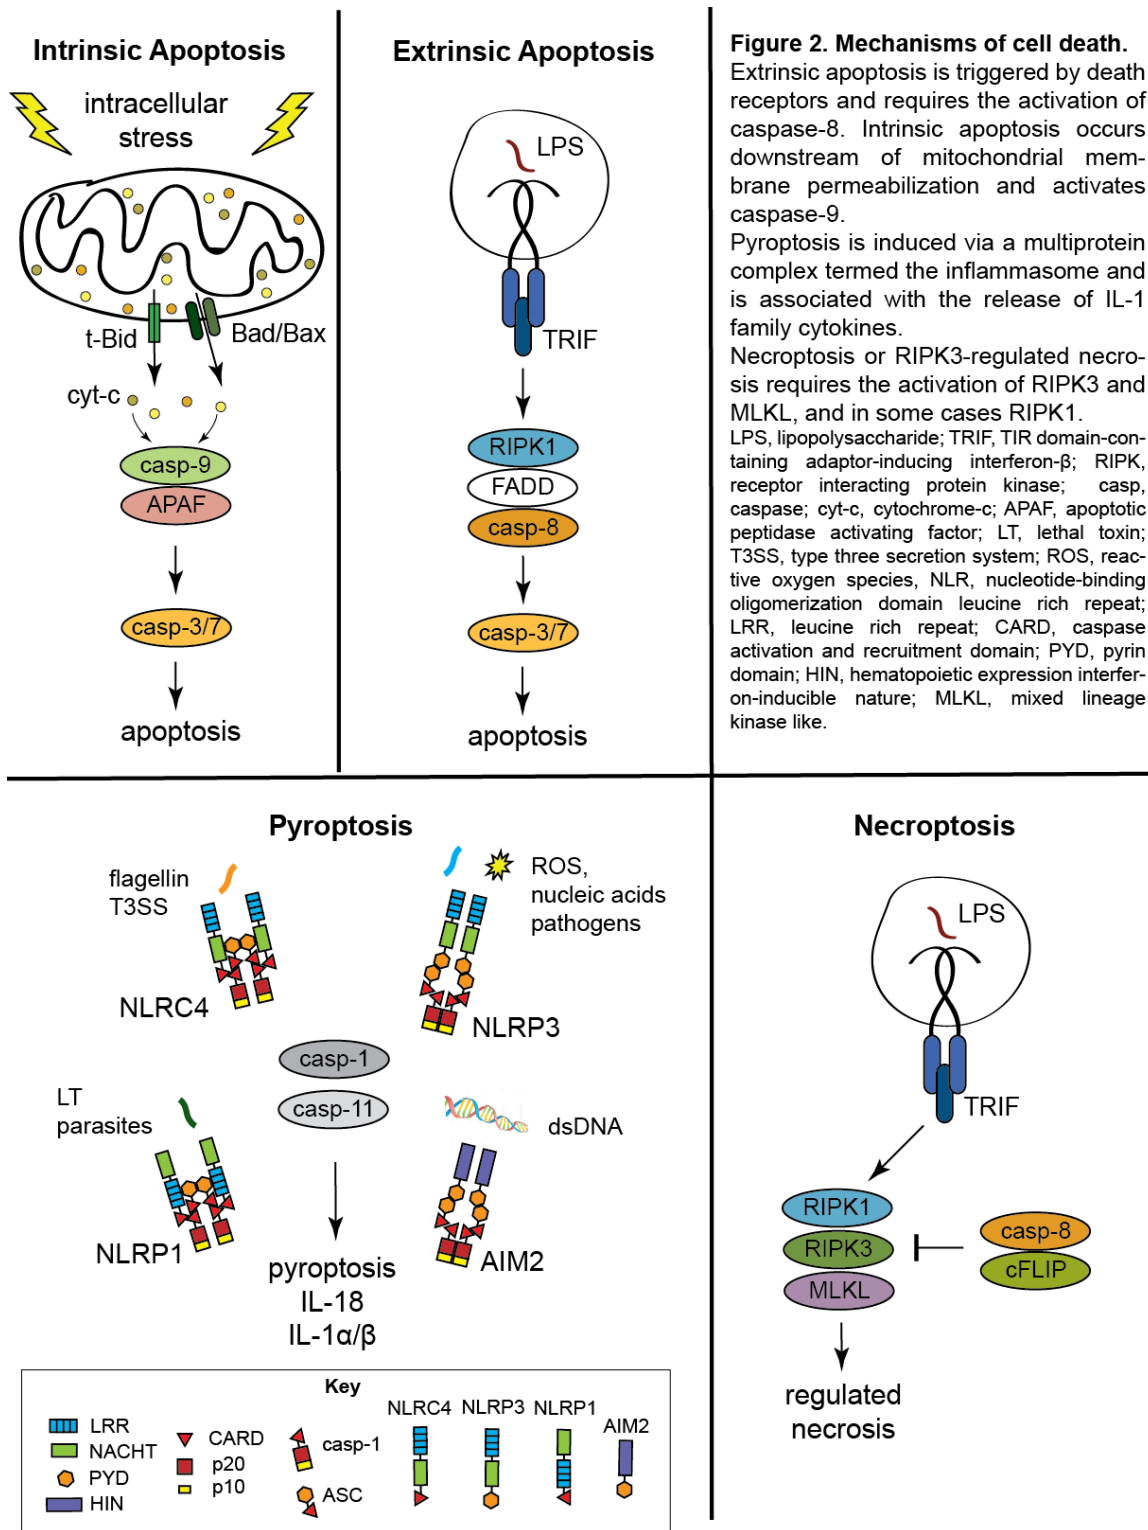 Intrinsic Apoptosis
intracellular
stress
t-Bid
Bad/Bax
cyt-c
casp-9
APAF
casp-3/7
apoptosis
Extrinsic Apoptosis
LPS
TRIF
RIPK1
FADD
casp-8
casp-3/7
apoptosis
Figure 2. Mechanisms of cell death.
Extrinsic apoptosis is triggered by death
receptors and requires the activation of
caspase-8. Intrinsic apoptosis occurs
downstream of mitochondrial mem-
brane permeabilization and activates
caspase-9.
Pyroptosis is induced via a multiprotein
complex termed the inflammasome and
is associated with the release of IL-1
family cytokines.
Necroptosis or RIPK3-regulated necro-
sis requires the activation of RIPK3 and
MLKL, and in some cases RIPK1.
LPS, lipopolysaccharide; TRIF, TIR domain-con-
taining adaptor-inducing interferon-β; RIPK,
receptor interacting protein kinase; casp,
caspase; cyt-c, cytochrome-c; APAF, apoptotic
peptidase activating factor; LT, lethal toxin;
T3SS, type three secretion system; ROS, reac-
tive oxygen species, NLR, nucleotide-binding
oligomerization domain leucine rich repeat;
LRR, leucine rich repeat; CARD, caspase
activation and recruitment domain; PYD, pyrin
domain; HIN, hematopoietic expression interfer-
on-inducible nature; MLKL, mixed lineage
kinase like.
Pyroptosis
flagellin
T3SS
NLRC4
ROS,
nucleic acids
pathogens
NLRP3
casp-1
casp-11
LT
parasites
NLRP1
dsDNA
AIM2
pyroptosis
IL-18
IL-1α/β
Key
LRR
NACHT
PYD
HIN
CARD
p20
p10
casp-1
ASC
NLRC4
NLRP3
NLRP1
AIM2
Necroptosis
LPS
TRIF
RIPK1
RIPK3
MLKL
casp-8
cFLIP
regulated
necrosis